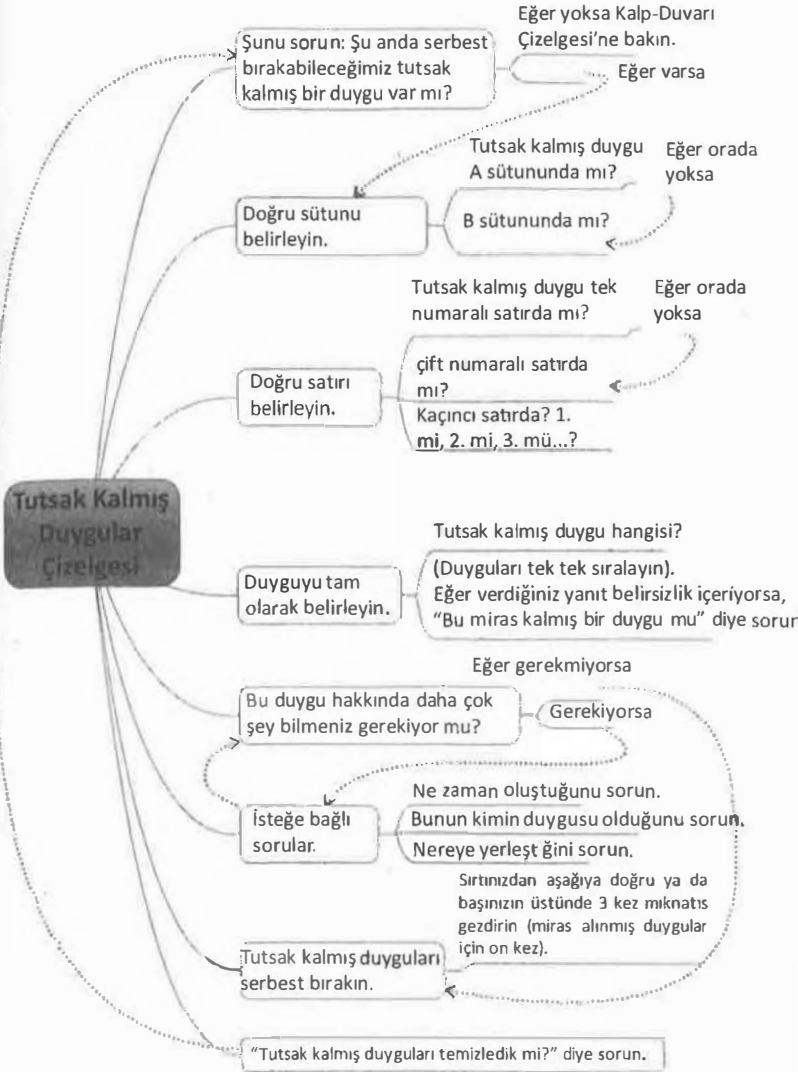 Eğer yoksa Kalp-Duvarı
Çizelgesi’ne bakın.
Şunu sorun: Şu anda serbest
bırakabileceğimiz tutsak
kalmış bir duygu var mı?
Eğer varsa
Tutsak kalmış duygu
A sütununda mı?
Eğer orada
yoksa
Doğru sütunu
belirleyin.
B sütununda mı?
Tutsak kalmış duygu tek
numaralı satırda mı?
Eğer orada
yoksa
çift numaralı satırda
mı?
Doğru satırı
belirleyin.
Kaçıncı satırda? 1.
mi, 2. mi, 3. mü...?
Tutsak Kalmış
Duygular
Çizelgesi
Tutsak kalmış duygu hangisi?
Duyguyu tam
olarak belirleyin.
(Duyguları tek tek sıralayın).
Eğer verdiğiniz yanıt belirsizlik içeriyorsa,
“Bu miras kalmış bir duygu mu” diye sorun
Eğer gerekmiyorsa
Bu duygu hakkında daha çok
şey bilmeniz gerekiyor mu?
Gerekiyorsa
İsteğe bağlı
sorular.
Ne zaman oluştuğunu sorun.
Bunun kimin duygusu olduğunu sorun.
Nereye yerleşt ğini sorun.
Sırtınızdan aşağıya doğru ya da
başınızın üstünde 3 kez mıknatıs
gezdirin (miras alınmış duygular
için on kez).
Tutsak kalmış duyguları
serbest bırakın.
“Tutsak kalmış duyguları temizledik mi?” diye sorun.